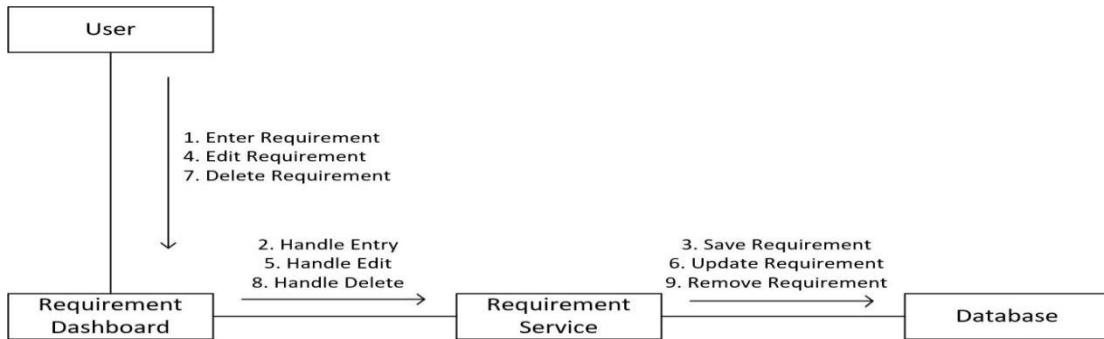 User
1. Enter Requirement
4. Edit Requirement
7. Delete Requirement
2. Handle Entry
5. Handle Edit
8. Handle Delete
3. Save Requirement
6. Update Requirement
9. Remove Requirement
Requirement
Dashboard
Requirement
Service
Database